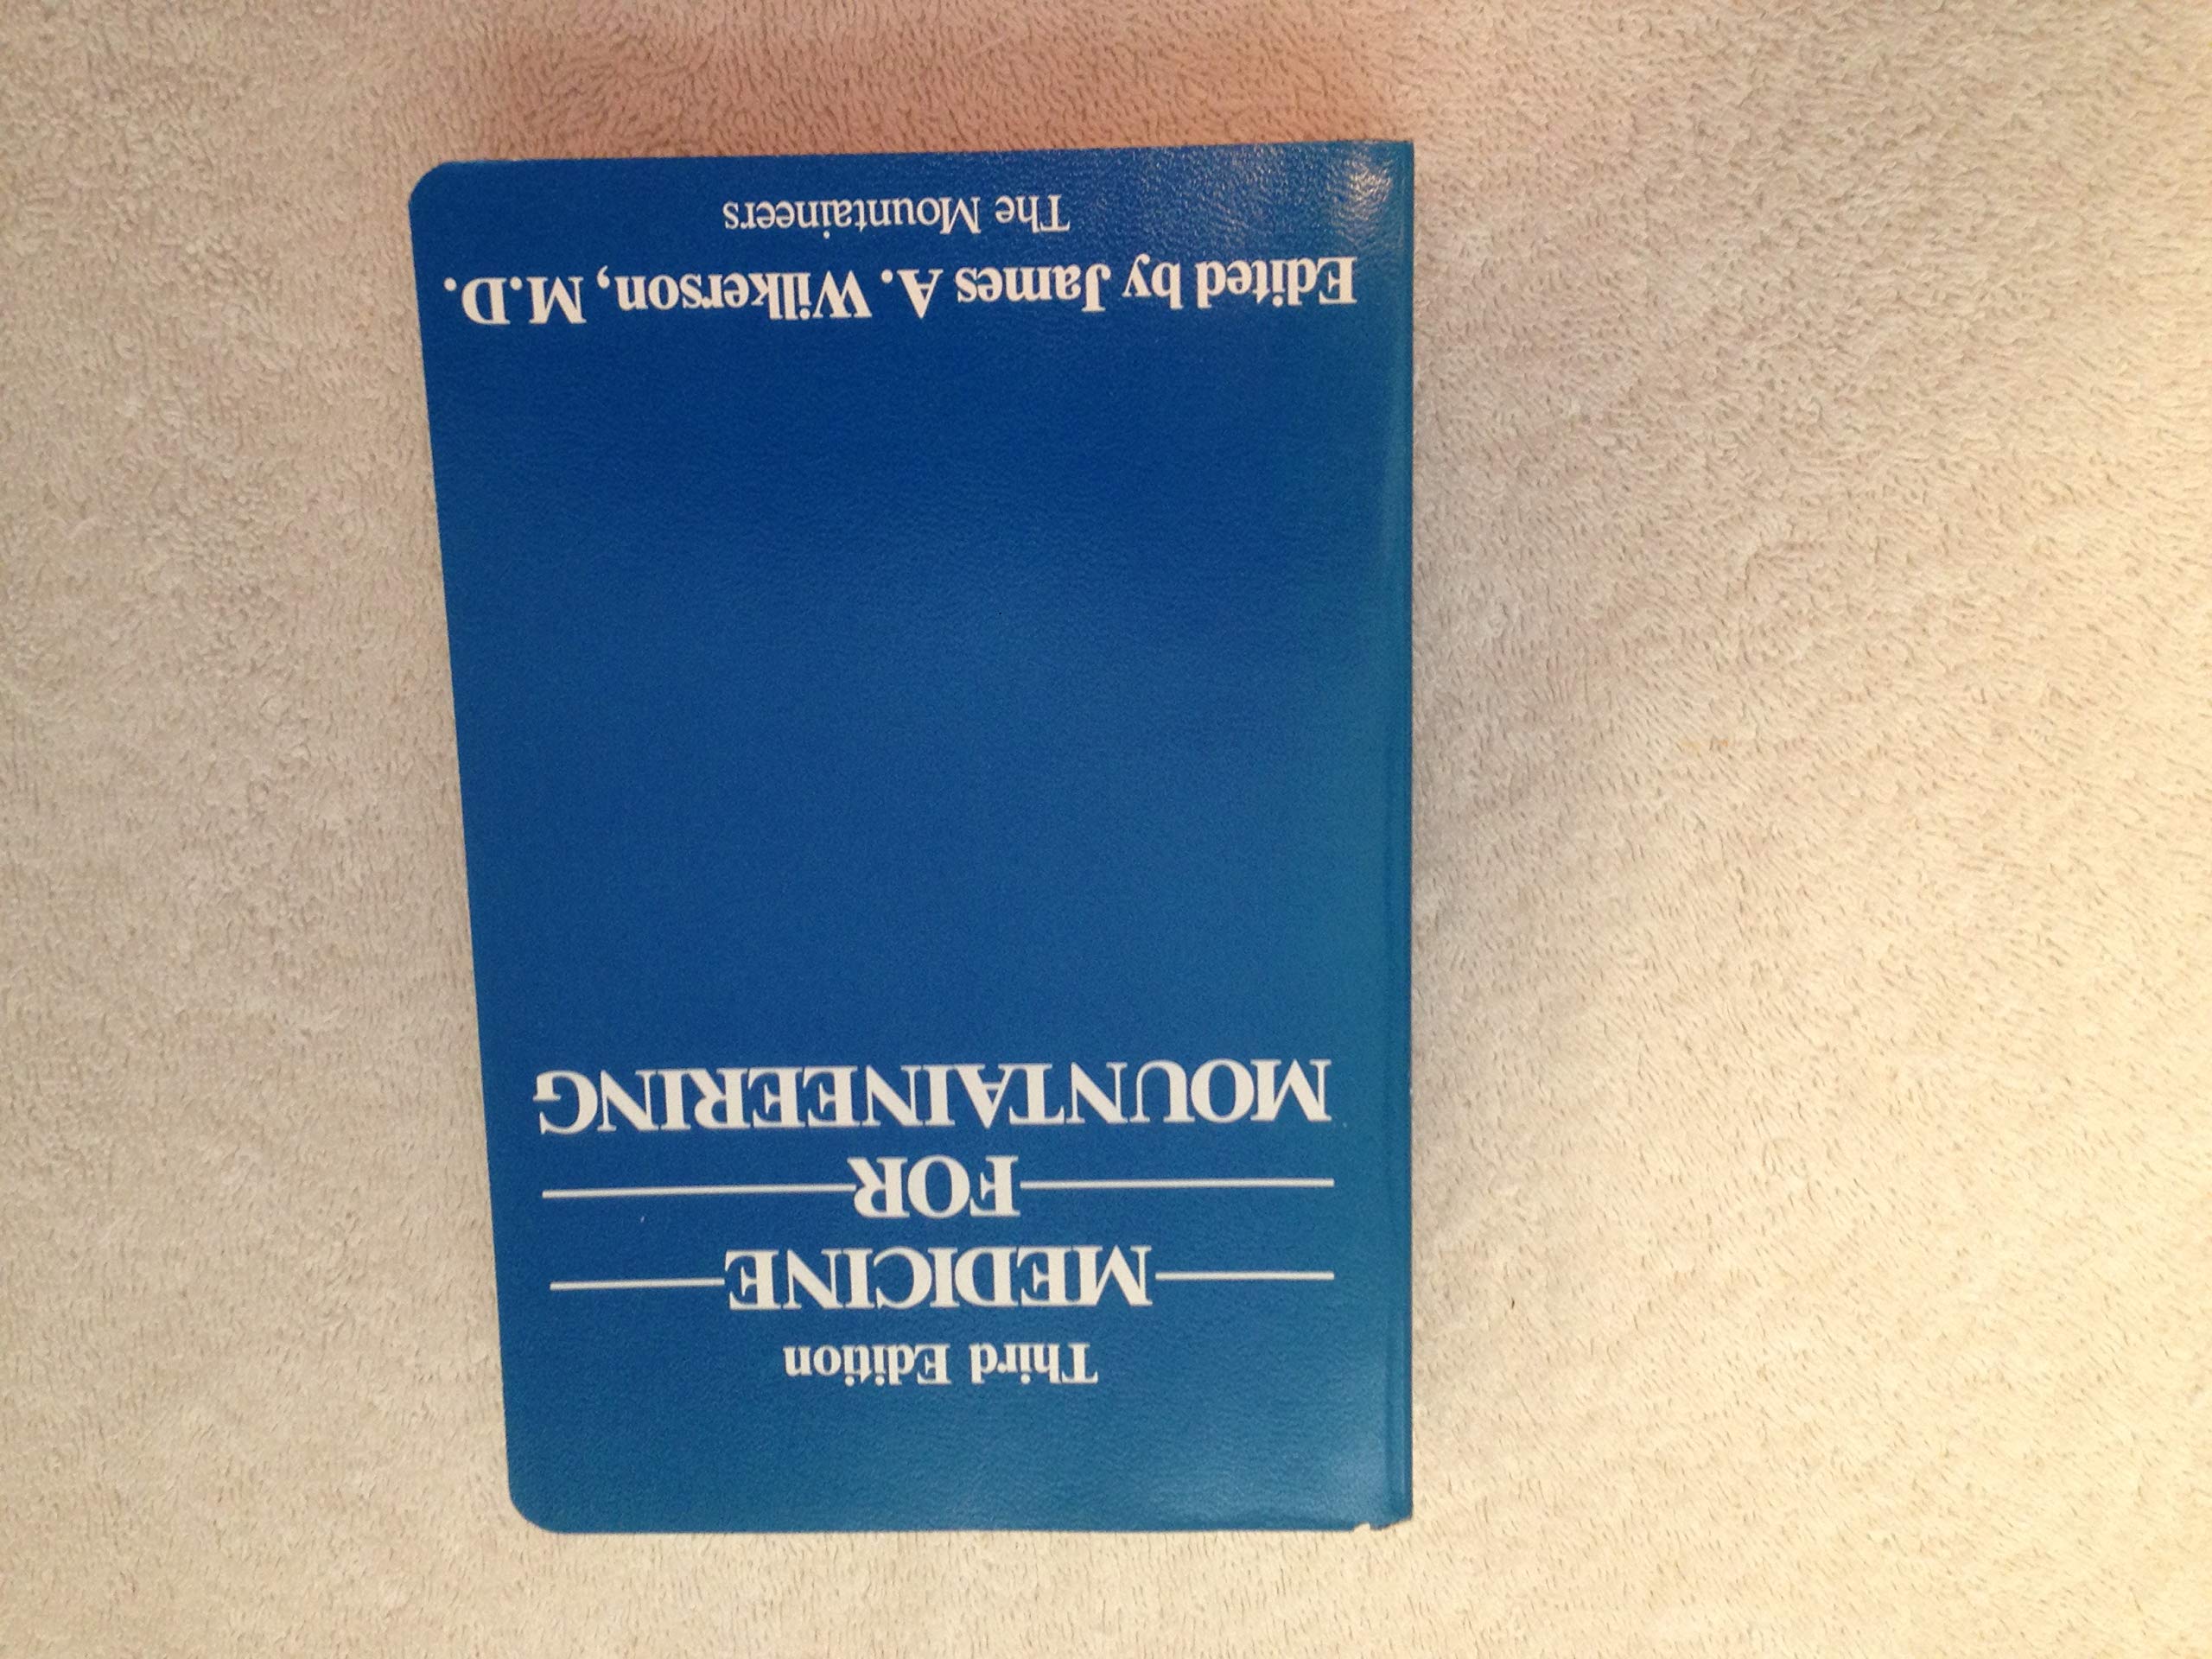 Third Edition
MEDICINE
FOR
MOUNTAINEERING
Edited by James A. Wilkerson, M.D.
The Mountaineers